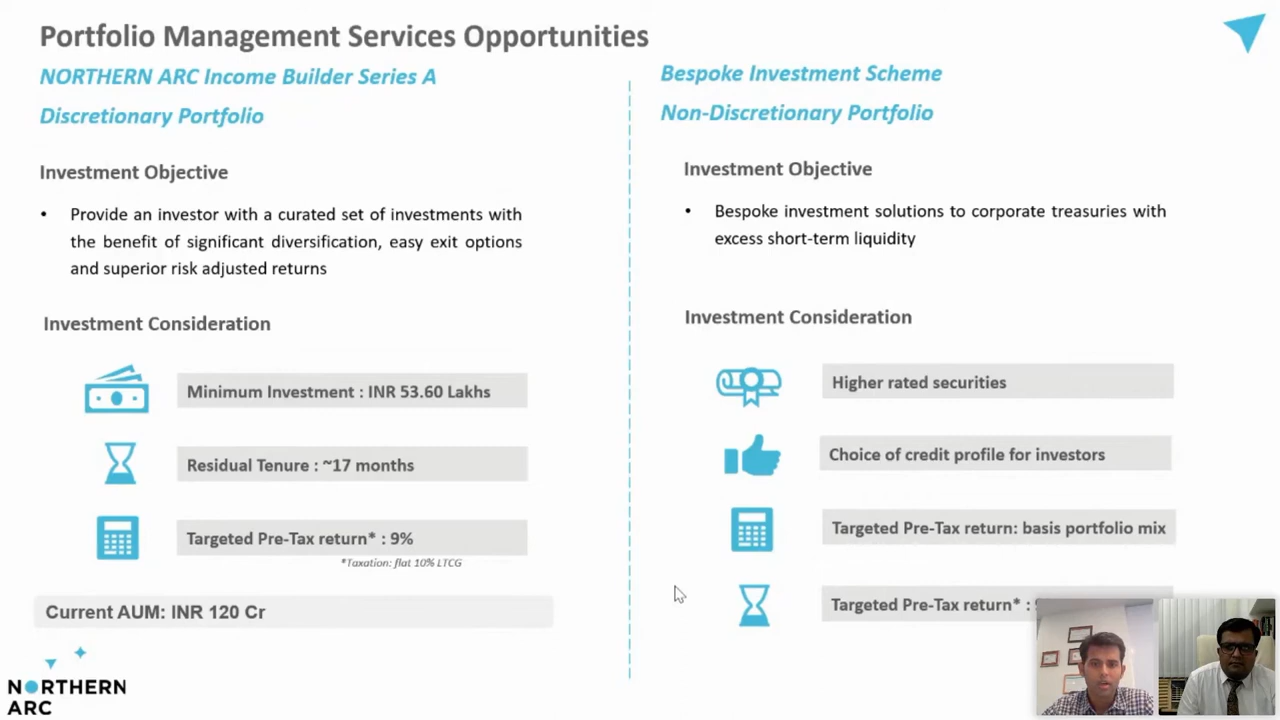 Portfolio Management Services Opportunities
NORTHERN ARC Income Builder Series A
Discretionary Portfolio
Investment Objective
• Provide an investor with a curated set of investments with
the benefit of significant diversification, easy exit options
and superior risk adjusted returns
Investment Consideration
Minimum Investment : INR 53.60 Lakhs
Residual Tenure : ~17 months
Targeted Pre-Tax return* : 9%
*Taxation: flat 10% LTCG
Current AUM: INR 120 Cr
Bespoke Investment Scheme
Non-Discretionary Portfolio
Investment Objective
• Bespoke investment solutions to corporate treasuries with
excess short-term liquidity
Investment Consideration
Higher rated securities
Choice of credit profile for investors
Targeted Pre-Tax return: basis portfolio mix
Targeted Pre-Tax return* :
NORTHERN
ARC